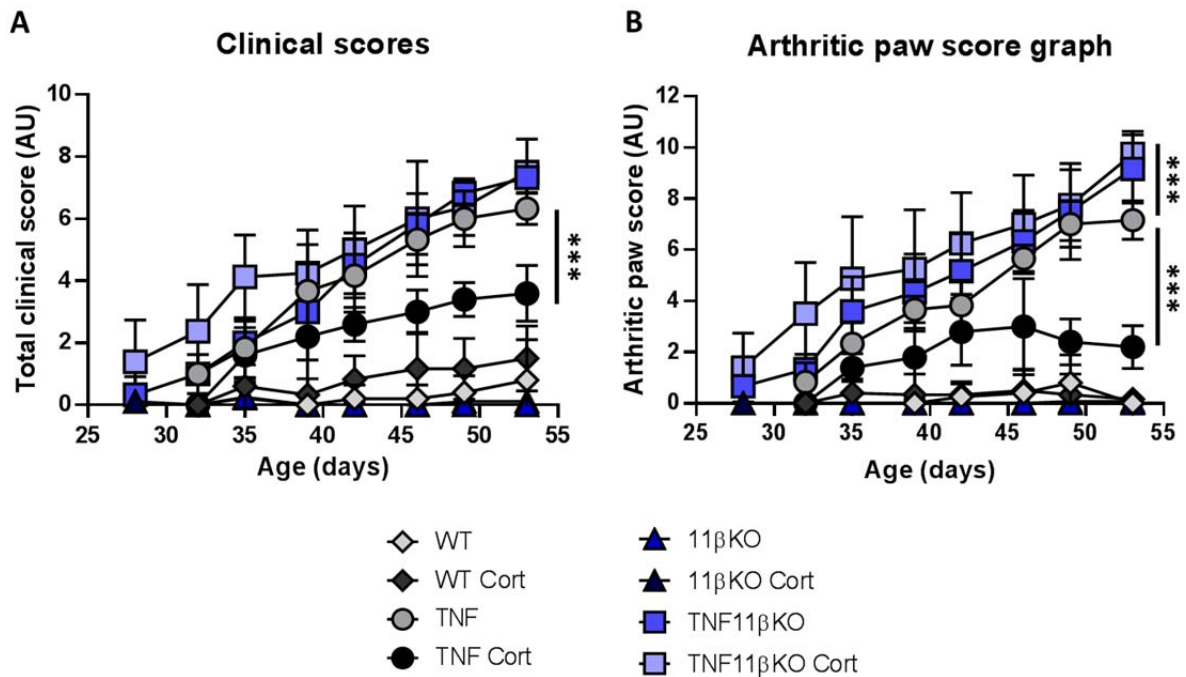 A
Clinical scores
Total clinical score (AU)
10
8
6
4
2
0
25
30
35
40
45
50
55
Age (days)
***
B
Arthritic paw score graph
Arthritic paw score (AU)
12
10
8
6
4
2
0
25
30
35
40
45
50
55
Age (days)
***
***
WT
WT Cort
TNF
TNF Cort
11βKO
11βKO Cort
TNF11βKO
TNF11βKO Cort